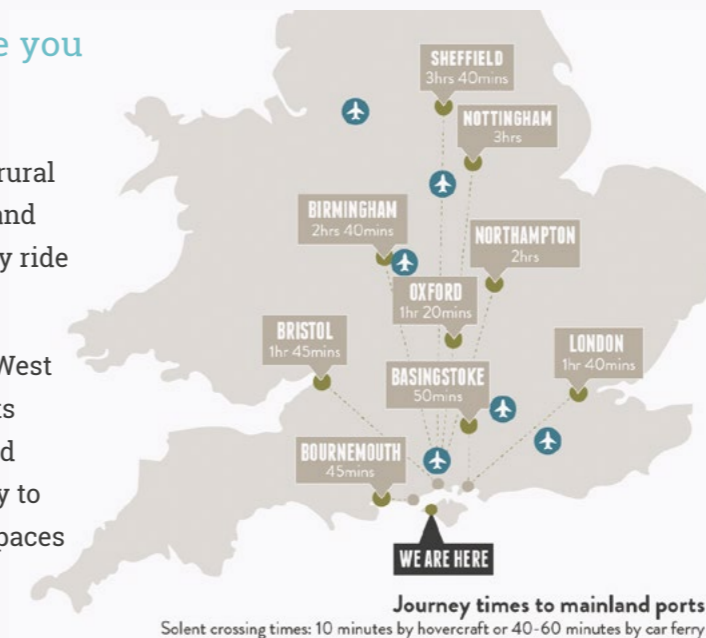 e you
rural
and
y ride
West
ts
d
y to
paces
SHEFFIELD
3hrs 40mins
NOTTINGHAM
3hrs
BIRMINGHAM
2hrs 40mins
NORTHAMPTON
2hrs
OXFORD
1hr 20mins
BRISTOL
1hr 45mins
LONDON
1hr 40mins
BASINGSTOKE
50mins
BOURNEMOUTH
45mins
WE ARE HERE
Journey times to mainland ports
Solent crossing times: 10 minutes by hovercraft or 40-60 minutes by car ferry